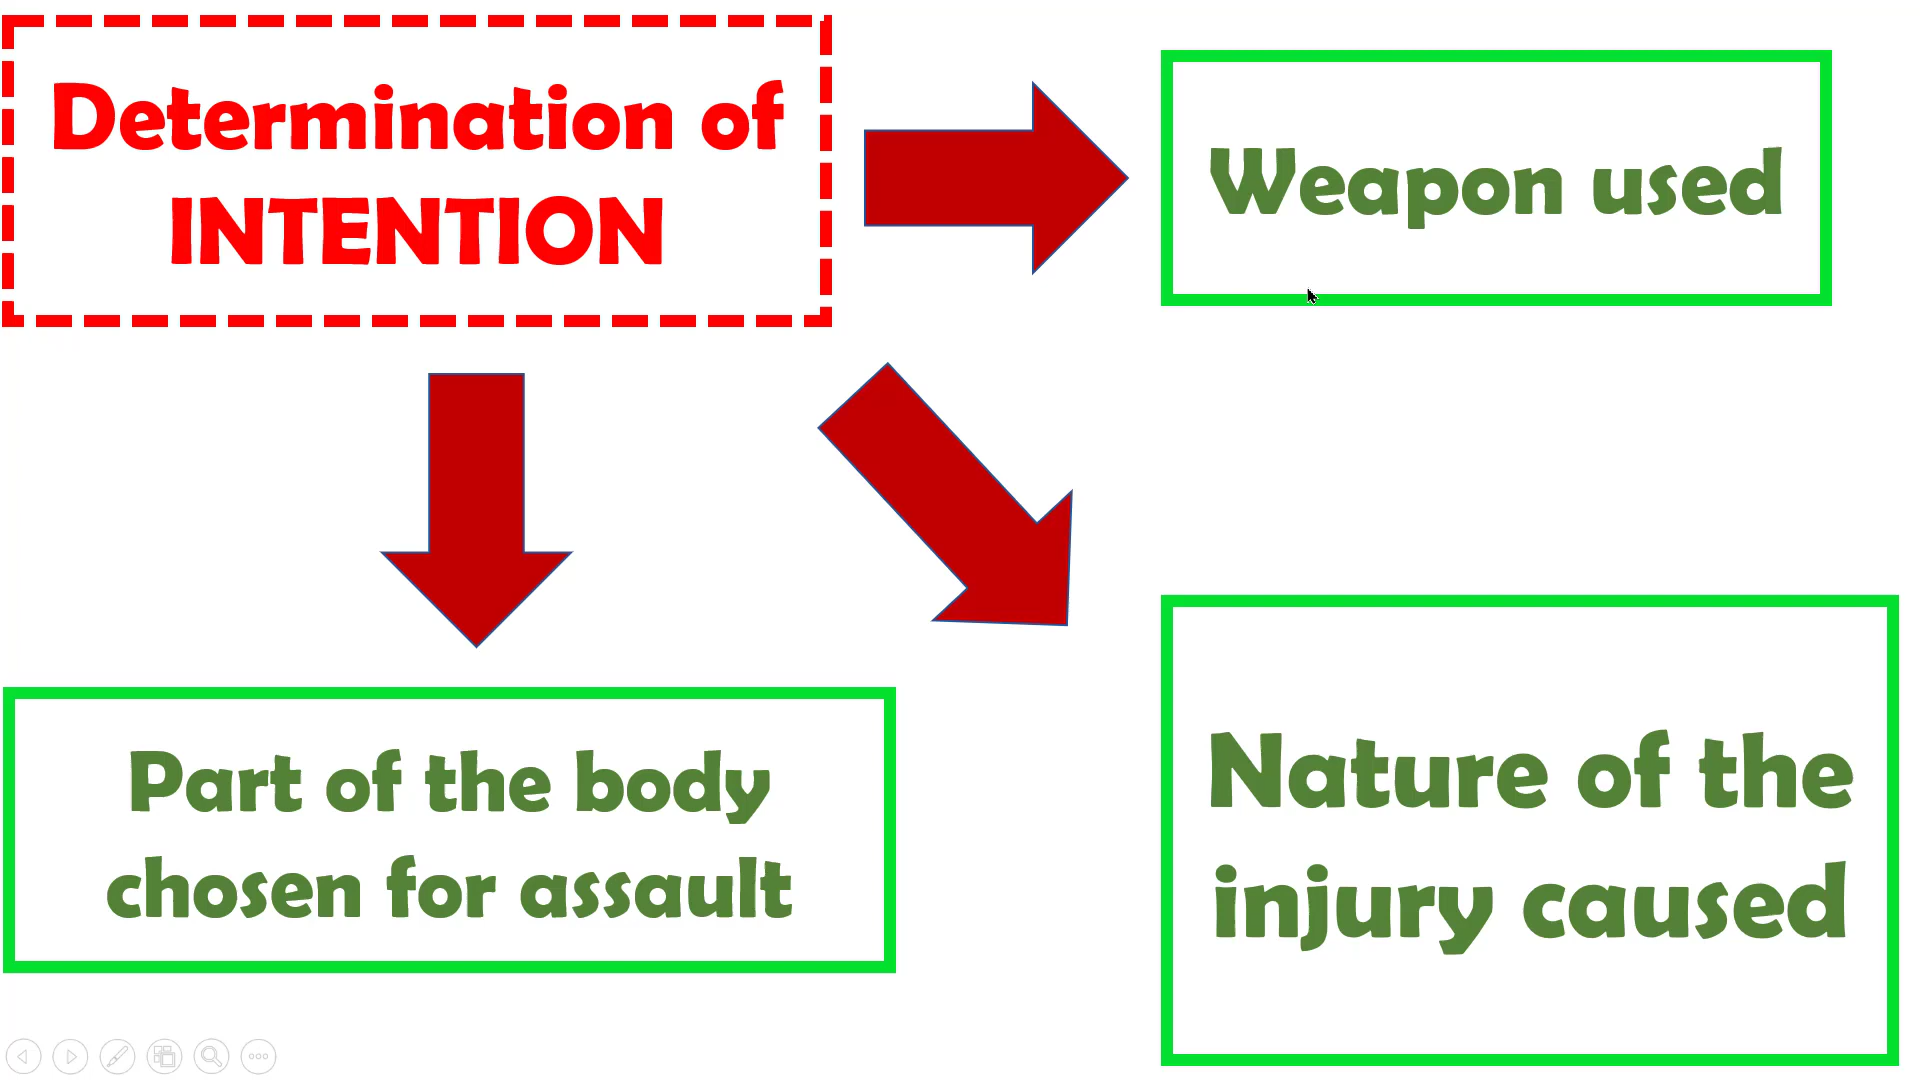 Determination of
INTENTION
Weapon used
Part of the body
chosen for assault
Nature of the
injury caused